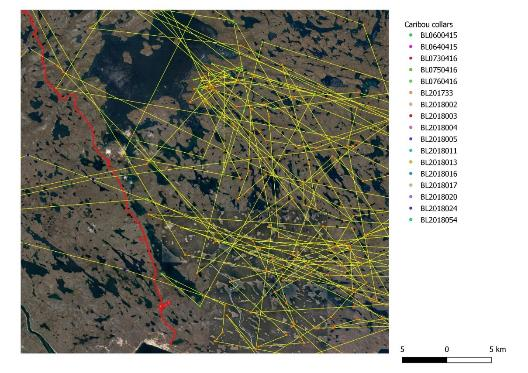 Caribou collars
BL0600415
BL0640415
BL0730416
BL0750416
BL0760416
BL201733
BL2018002
BL2018003
BL2018004
BL2018005
BL2018011
BL2018013
BL2018016
BL2018017
BL2018020
BL2018024
BL2018054
5 0 5 km